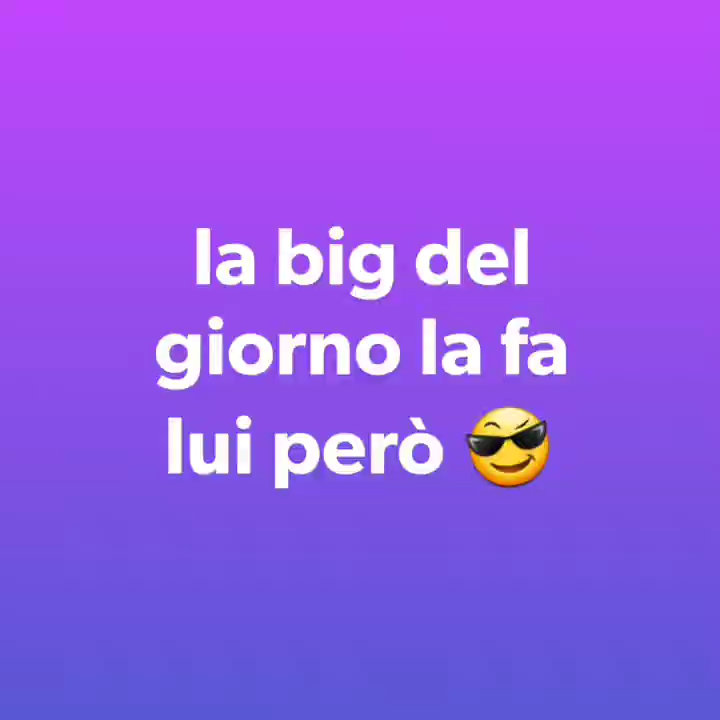 la big del
giorno la fa
lui però 😎